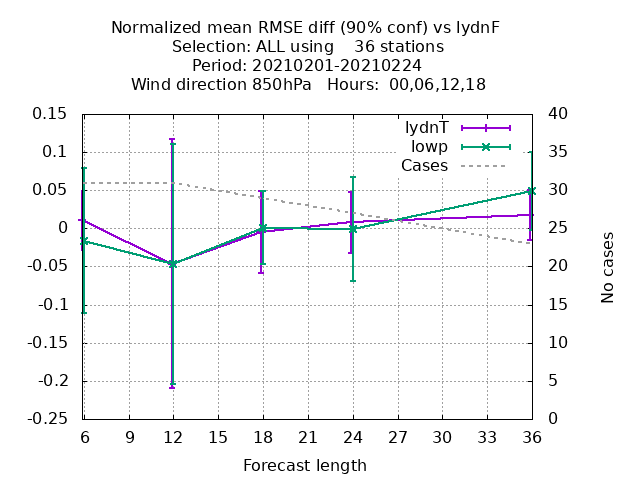 Normalized mean RMSE diff (90% conf) vs lydnF
Selection: ALL using    36 stations
Period: 20210201-20210224
Wind direction 850hPa   Hours:  00,06,12,18
lydnT
lowp
Cases
0.15
0.1
0.05
0
-0.05
-0.1
-0.15
-0.2
-0.25
40
35
30
25
20
15
10
5
0
No cases
6 9 12 15 18 21 24 27 30 33 36
Forecast length